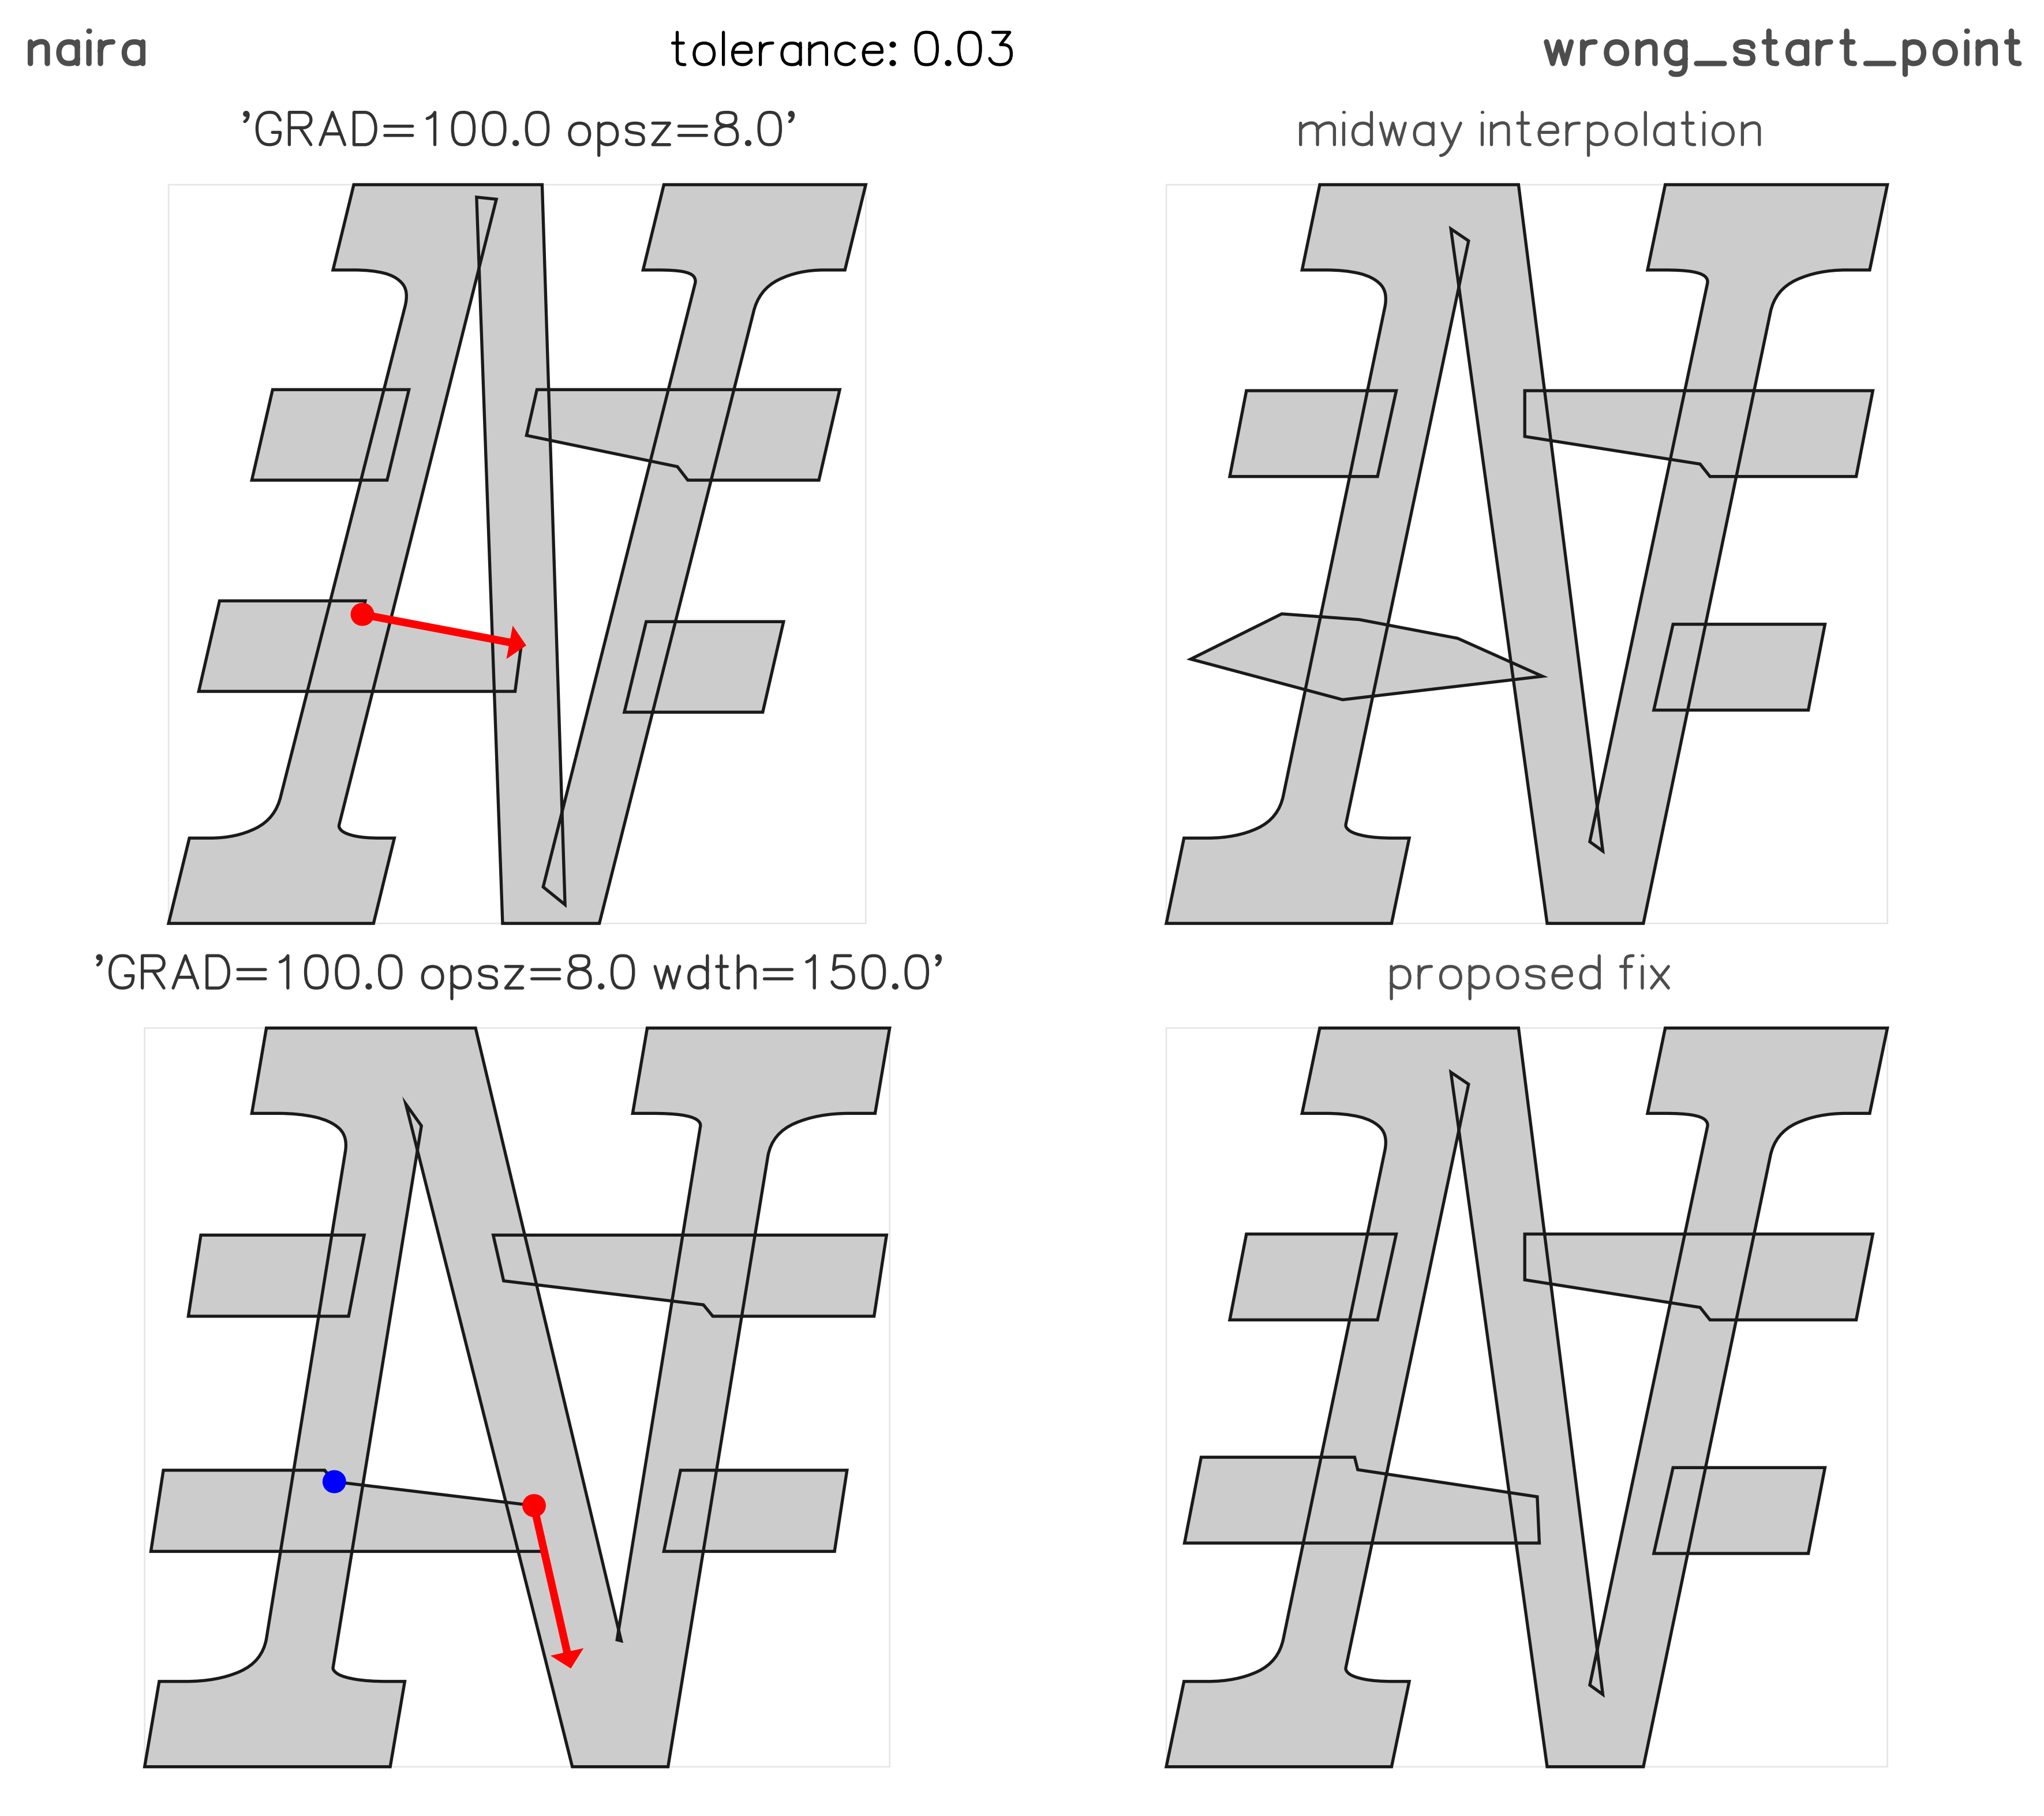 naira
tolerance: 0.03
wrong_start_point
'GRAD=100.0 opsz=8.0'
midway interpolation
'GRAD=100.0 opsz=8.0 wdth=150.0'
proposed fix